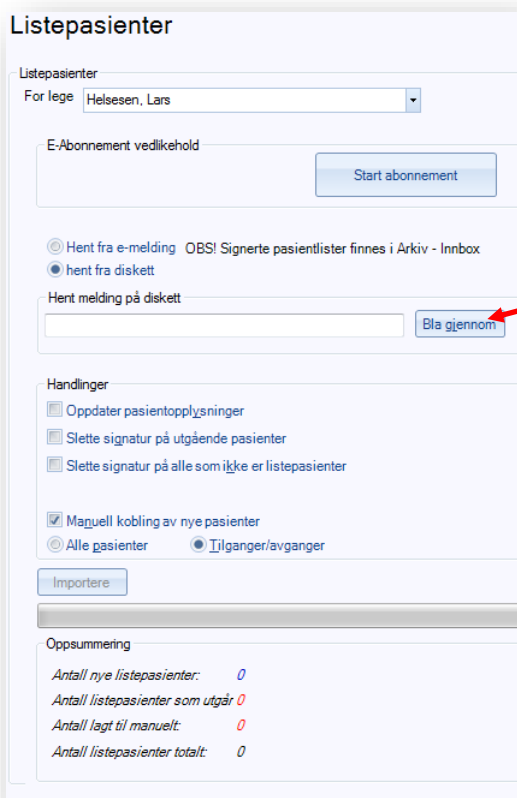 Listepasienter
Listepasienter
For lege Helsesen, Lars
E-Abonnement vedlikehold
Start abonnement
Hent fra e-melding OBS! Signerte pasientlister finnes i Arkiv - Innbox
hent fra diskett
Hent melding på diskett
Bla gjennom
Handlinger
Oppdater pasientopplysninger
Slette signatur på utgående pasienter
Slette signatur på alle som ikke er listepasienter
Manuell kobling av nye pasienter
Alle pasienter Tilganger/avganger
Importere
Oppsummering
Antall nye listepasienter: 0
Antall listepasienter som utgår 0
Antall lagt til manuelt: 0
Antall listepasienter totalt: 0